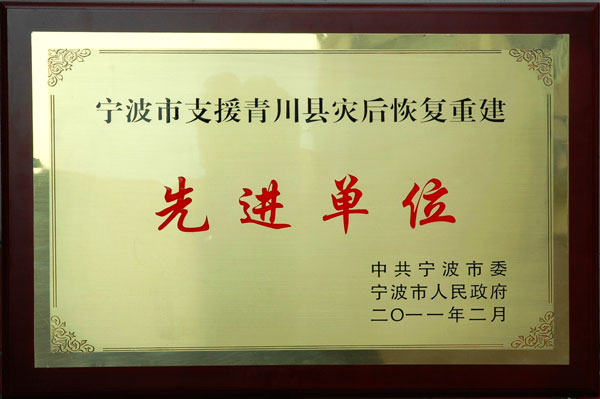 宁波市支援青川县灾后恢复重建
先进单位
中共宁波市委
宁波市人民政府
二〇一一年二月